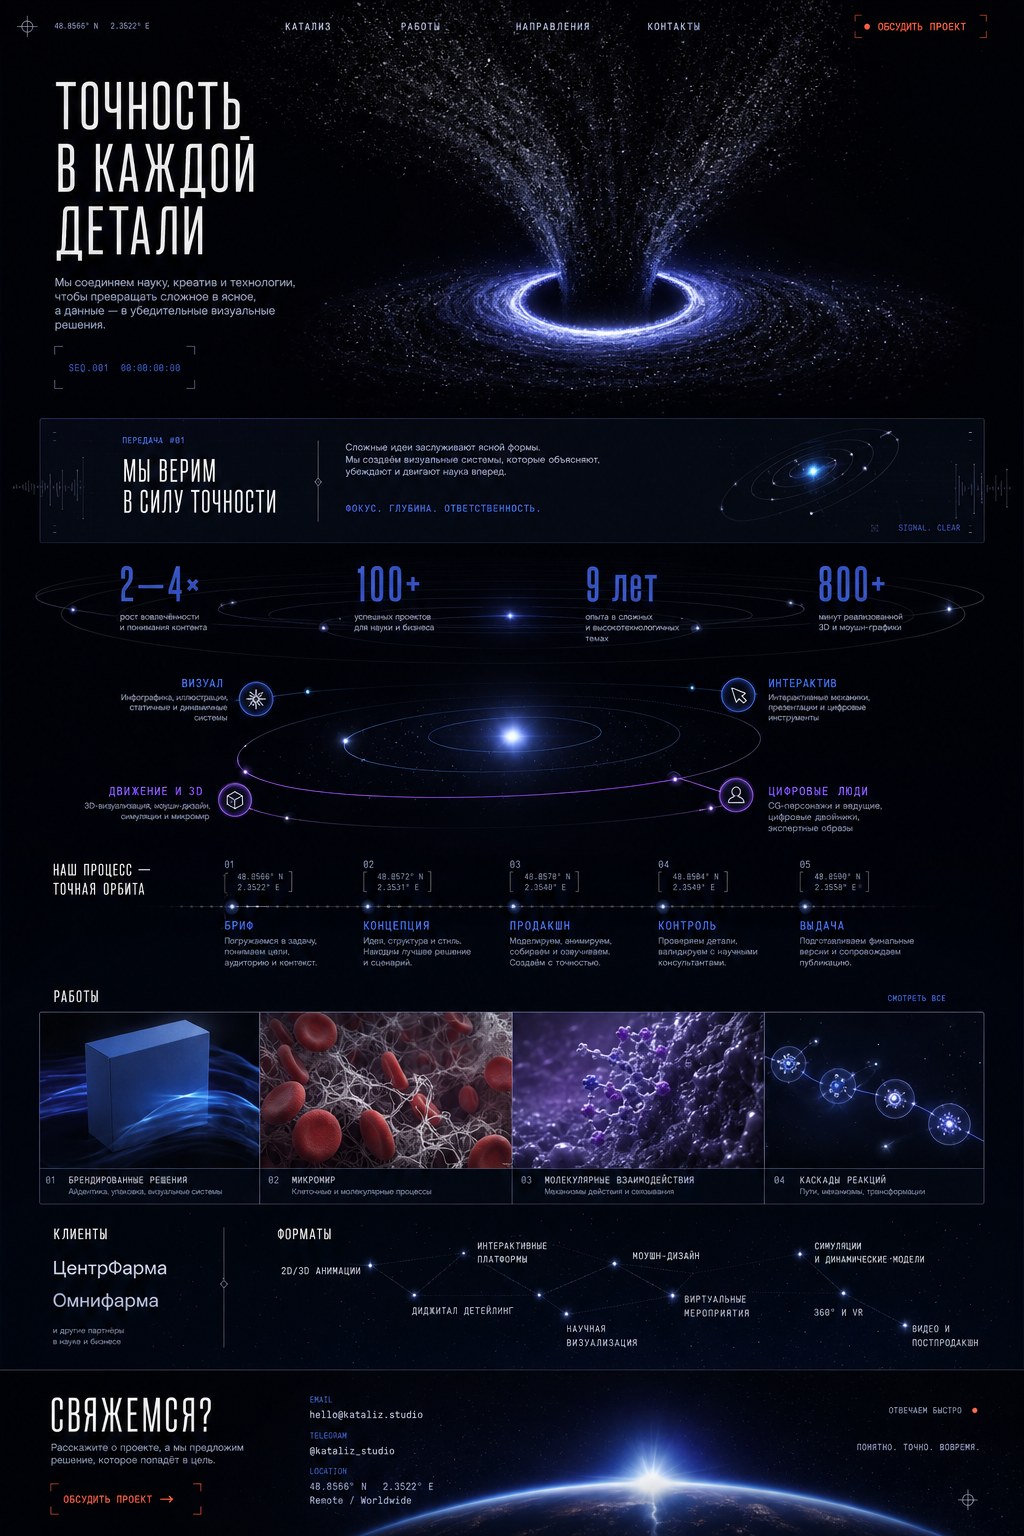 48.8566° N 2.3522° E
КАТАЛИЗ
РАБОТЫ
НАПРАВЛЕНИЯ
КОНТАКТЫ
ОБСУДИТЬ ПРОЕКТ
ТОЧНОСТЬ
В КАЖДОЙ
ДЕТАЛИ
Мы соединяем науку, креатив и технологии,
чтобы превращать сложное в ясное,
а данные — в убедительные визуальные
решения.
SEQ.001 00:00:00:00
ПЕРЕДАЧА #01
МЫ ВЕРИМ
В СИЛУ ТОЧНОСТИ
Сложные идеи заслуживают ясной формы.
Мы создаём визуальные системы, которые объясняют,
убеждают и двигают наука вперед.
ФОКУС. ГЛУБИНА. ОТВЕТСТВЕННОСТЬ.
SIGNAL. CLEAR
2—4×
рост вовлечённости
и понимания контента
100+
успешных проектов
для науки и бизнеса
9 лет
опыта в сложных
и высокотехнологичных
темах
800+
минут реализованной
3D и моушн-графики
ВИЗУАЛ
Инфографика, иллюстрации,
статичные и динамичные
системы
ИНТЕРАКТИВ
Интерактивные механики,
презентации и цифровые
инструменты
ДВИЖЕНИЕ И 3D
3D-визуализация, моушн-дизайн,
симуляции и микромир
ЦИФРОВЫЕ ЛЮДИ
CG-персонажи и ведущие,
цифровые двойники,
экспертные образы
НАШ ПРОЦЕСС —
ТОЧНАЯ ОРБИТА
01
48.8566° N
2.3522° E
БРИФ
Погружаемся в задачу,
понимаем цели,
аудиторию и контекст.
02
48.8572° N
2.3531° E
КОНЦЕПЦИЯ
Идея, структура и стиль.
Находим лучшее решение
и сценарий.
03
48.8578° N
2.3540° E
ПРОДАКШН
Моделируем, анимируем,
собираем и озвучиваем.
Создаём с точностью.
04
48.8584° N
2.3549° E
КОНТРОЛЬ
Проверяем детали,
валидируем с научными
консультантами.
05
48.8590° N
2.3558° E
ВЫДАЧА
Подготавливаем финальные
версии и сопровождаем
публикацию.
РАБОТЫ
СМОТРЕТЬ ВСЕ
01 БРЕНДИРОВАННЫЕ РЕШЕНИЯ
Айдентика, упаковка, визуальные системы
02 МИКРОМИР
Клеточные и молекулярные процессы
03 МОЛЕКУЛЯРНЫЕ ВЗАИМОДЕЙСТВИЯ
Механизмы действия и связывания
04 КАСКАДЫ РЕАКЦИЙ
Пути, механизмы, трансформации
КЛИЕНТЫ
ЦентрФарма
Омнифарма
и другие партнёры
в науке и бизнесе
ФОРМАТЫ
2D/3D АНИМАЦИИ
ИНТЕРАКТИВНЫЕ
ПЛАТФОРМЫ
ДИДЖИТАЛ ДЕТЕЙЛИНГ
МОУШН-ДИЗАЙН
НАУЧНАЯ
ВИЗУАЛИЗАЦИЯ
ВИРТУАЛЬНЫЕ
МЕРОПРИЯТИЯ
СИМУЛЯЦИИ
И ДИНАМИЧЕСКИЕ МОДЕЛИ
360° И VR
ВИДЕО И
ПОСТПРОДАКШН
СВЯЖЕМСЯ?
Расскажите о проекте, а мы предложим
решение, которое попадёт в цель.
ОБСУДИТЬ ПРОЕКТ →
EMAIL
hello@kataliz.studio
TELEGRAM
@kataliz_studio
LOCATION
48.8566° N 2.3522° E
Remote / Worldwide
ОТВЕЧАЕМ БЫСТРО
ПОНЯТНО. ТОЧНО. ВОВРЕМЯ.